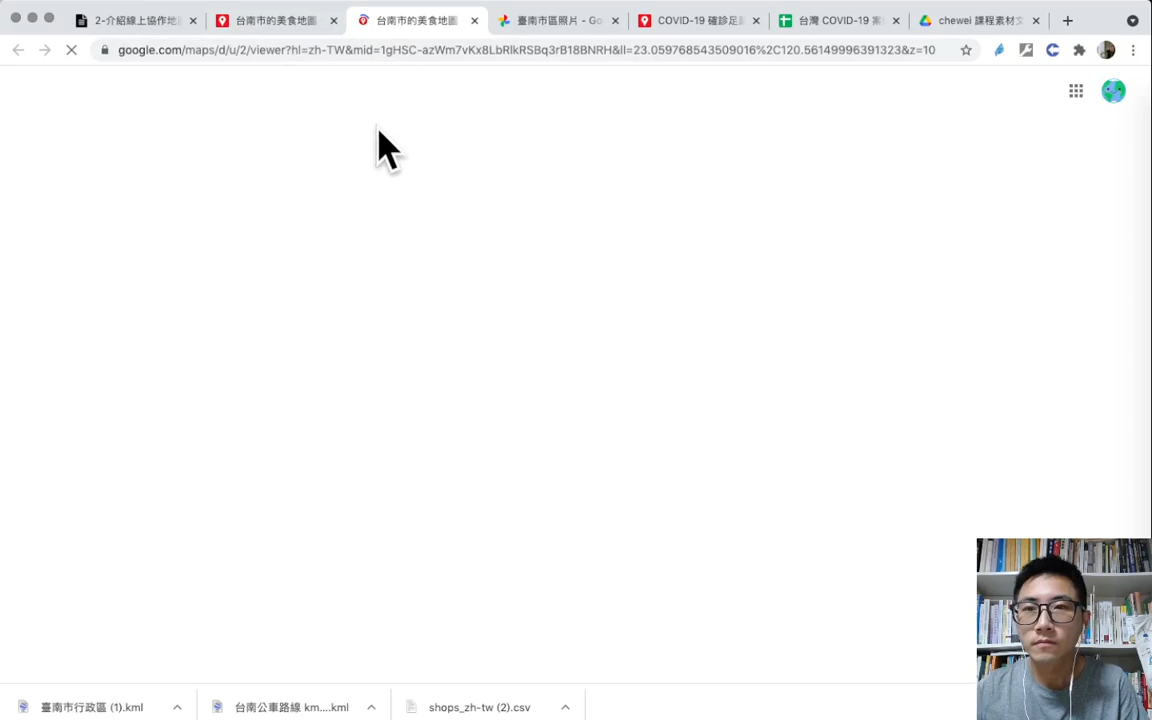 2-介紹線上協作地
台南市的美食地圖
台南市的美食地圖
臺南市區照片 - Go
COVID-19 確診足
台灣 COVID-19 案
chewei 課程素材文
google.com/maps/d/u/2/viewer?hl=zh-TW&mid=1gHSC-azWm7vKx8LbRlkRSBq3rB18BNRH&ll=23.059768543509016%2C120.56149996391323&z=10
臺南市行政區 (1).kml
台南公車路線 km....kml
shops_zh-tw (2).csv